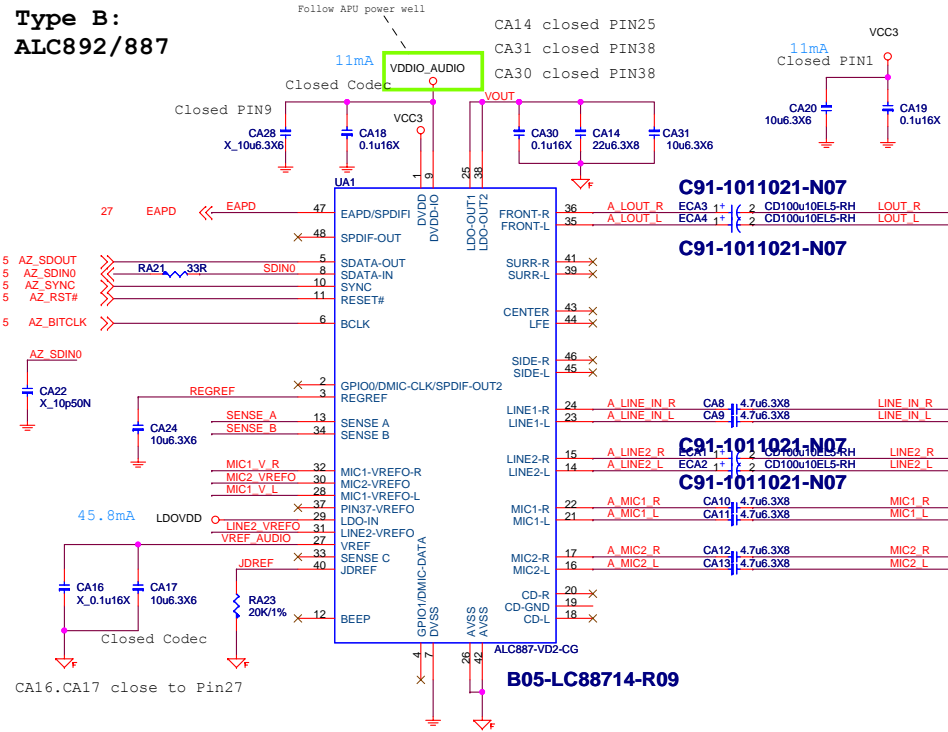 Follow APU power well
Type B:
ALC892/887
CA14 closed PIN25
CA31 closed PIN38
CA30 closed PIN38
11mA
VDDIO_AUDIO
Closed Codec
VOUT
VCC3
11mA
Closed PIN1
Closed PIN9
VCC3
CA28
X_10u6.3X6
CA18
0.1u16X
CA30
0.1u16X
CA14
22u6.3X8
CA31
10u6.3X6
CA20
10u6.3X6
CA19
0.1u16X
UA1
1
9
25
38
DVDD
DVDD-IO
LDO-OUT1
LDO-OUT2
C91-1011021-N07
27 EAPD EAPD 47 EAPD/SPDIFI
FRONT-R 36 A_LOUT_R ECA3 1 + 2 CD100u10EL5-RH LOUT_R
FRONT-L 35 A_LOUT_L ECA4 1 + 2 CD100u10EL5-RH LOUT_L
48 SPDIF-OUT
C91-1011021-N07
5 AZ_SDOUT 5 SDATA-OUT
SURR-R 41
5 AZ_SDIN0 RA21 33R SDIN0 8 SDATA-IN
SURR-L 39
5 AZ_SYNC 10 SYNC
5 AZ_RST# 11 RESET#
CENTER 43
5 AZ_BITCLK 6 BCLK
LFE 44
AZ_SDIN0
SIDE-R 46
SIDE-L 45
CA22
X_10p50N
2 GPIO0/DMIC-CLK/SPDIF-OUT2
REGREF 3 REGREF
LINE1-R 24 A_LINE_IN_R CA8 4.7u6.3X8 LINE_IN_R
LINE1-L 23 A_LINE_IN_L CA9 4.7u6.3X8 LINE_IN_L
SENSE_A 13 SENSE A
SENSE_B 34 SENSE B
CA24
10u6.3X6
C91-1011021-N07
LINE2-R 15 A_LINE2_R ECA1 1 + 2 CD100u10EL5-RH LINE2_R
LINE2-L 14 A_LINE2_L ECA2 1 + 2 CD100u10EL5-RH LINE2_L
C91-1011021-N07
MIC1_V_R 32 MIC1-VREFO-R
MIC2_VREFO 30 MIC2-VREFO
MIC1_V_L 28 MIC1-VREFO-L
37 PIN37-VREFO
MIC1-R 22 A_MIC1_R CA10 4.7u6.3X8 MIC1_R
MIC1-L 21 A_MIC1_L CA11 4.7u6.3X8 MIC1_L
45.8mA LDOVDD 29 LDO-IN
LINE2_VREFO 31 LINE2-VREFO
VREF_AUDIO 27 VREF
33 SENSE C
JDREF 40 JDREF
MIC2-R 17 A_MIC2_R CA12 4.7u6.3X8 MIC2_R
MIC2-L 16 A_MIC2_L CA13 4.7u6.3X8 MIC2_L
CA16
X_0.1u16X
CA17
10u6.3X6
RA23
20K/1%
CD-R 20
CD-GND 19
CD-L 18
12 BEEP
GPIO1/DMIC-DATA
DVSS
AVSS
AVSS
Closed Codec
ALC887-VD2-CG
4
7
26
42
F
F
F
F
CA16.CA17 close to Pin27
B05-LC88714-R09